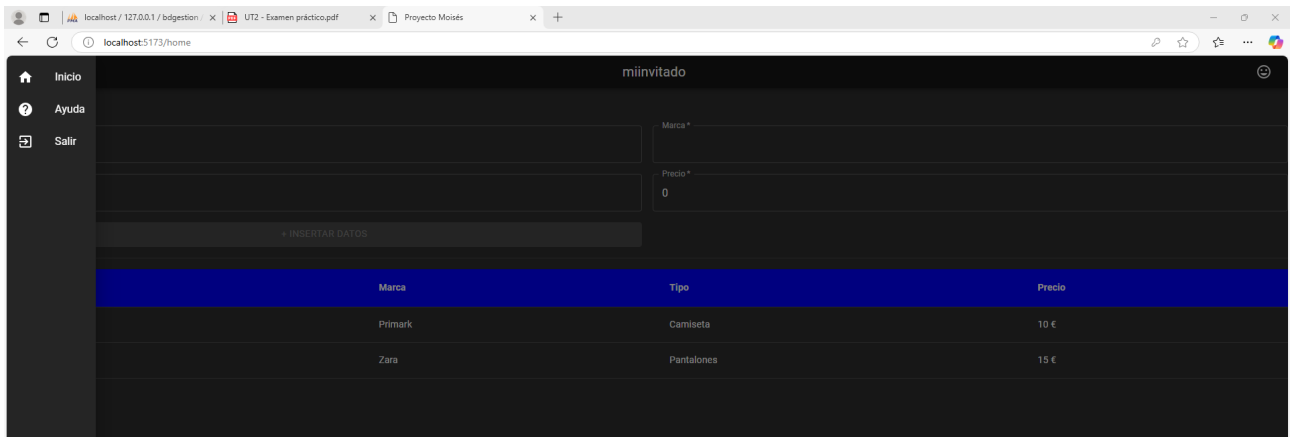 localhost / 127.0.0.1 / bdgestion /
UT2 - Examen práctico.pdf
Proyecto Moisés
localhost:5173/home
Inicio
Ayuda
Salir
miinvitado
Marca *
Precio *
0
+ INSERTAR DATOS
Marca Tipo Precio
Primark Camiseta 10 €
Zara Pantalones 15 €